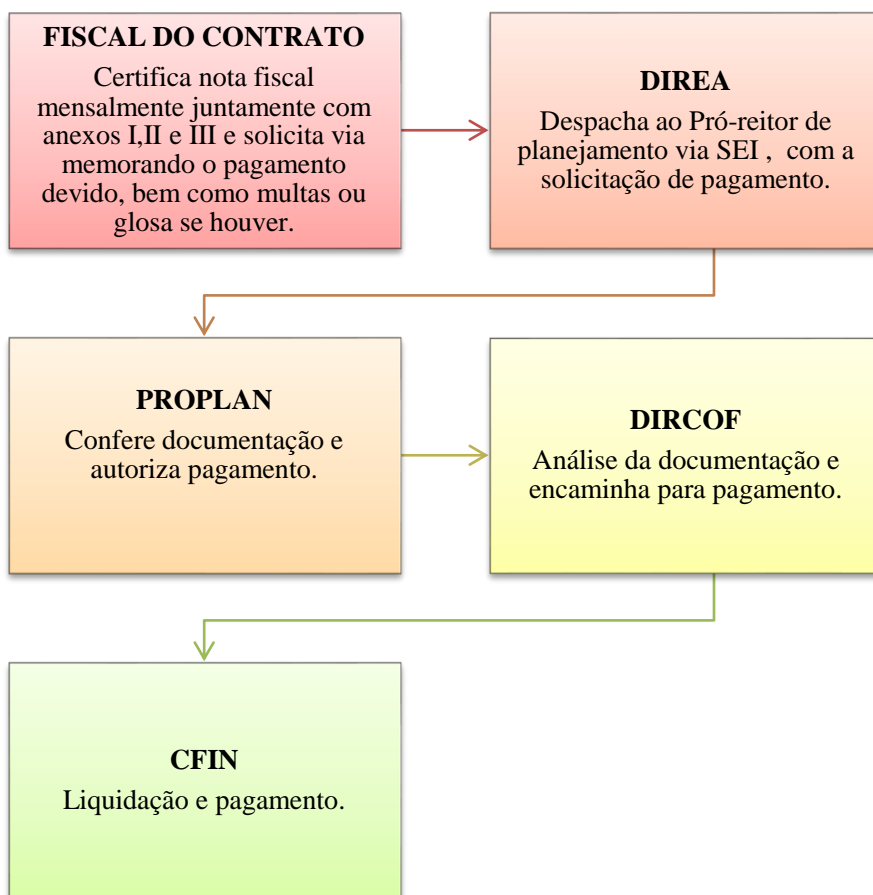 FISCAL DO CONTRATO
Certifica nota fiscal
mensalmente juntamente com
anexos I,II e III e solicita via
memorando o pagamento
devido, bem como multas ou
glosa se houver.
DIREA
Despacha ao Pró-reitor de
planejamento via SEI , com a
solicitação de pagamento.
PROPLAN
Confere documentação e
autoriza pagamento.
DIRCOF
Análise da documentação e
encaminha para pagamento.
CFIN
Liquidação e pagamento.